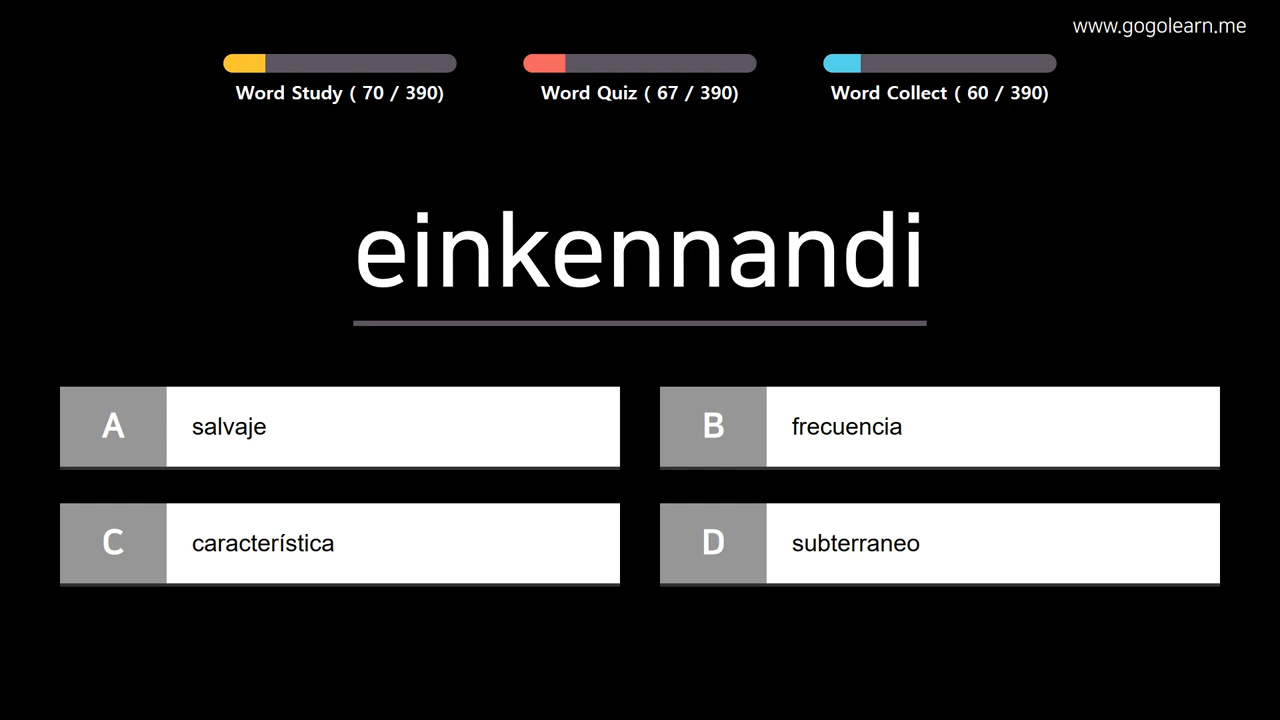 www.gogolearn.me
Word Study ( 70 / 390)
Word Quiz ( 67 / 390)
Word Collect ( 60 / 390)
einkennandi
A salvaje
B frecuencia
C característica
D subterraneo